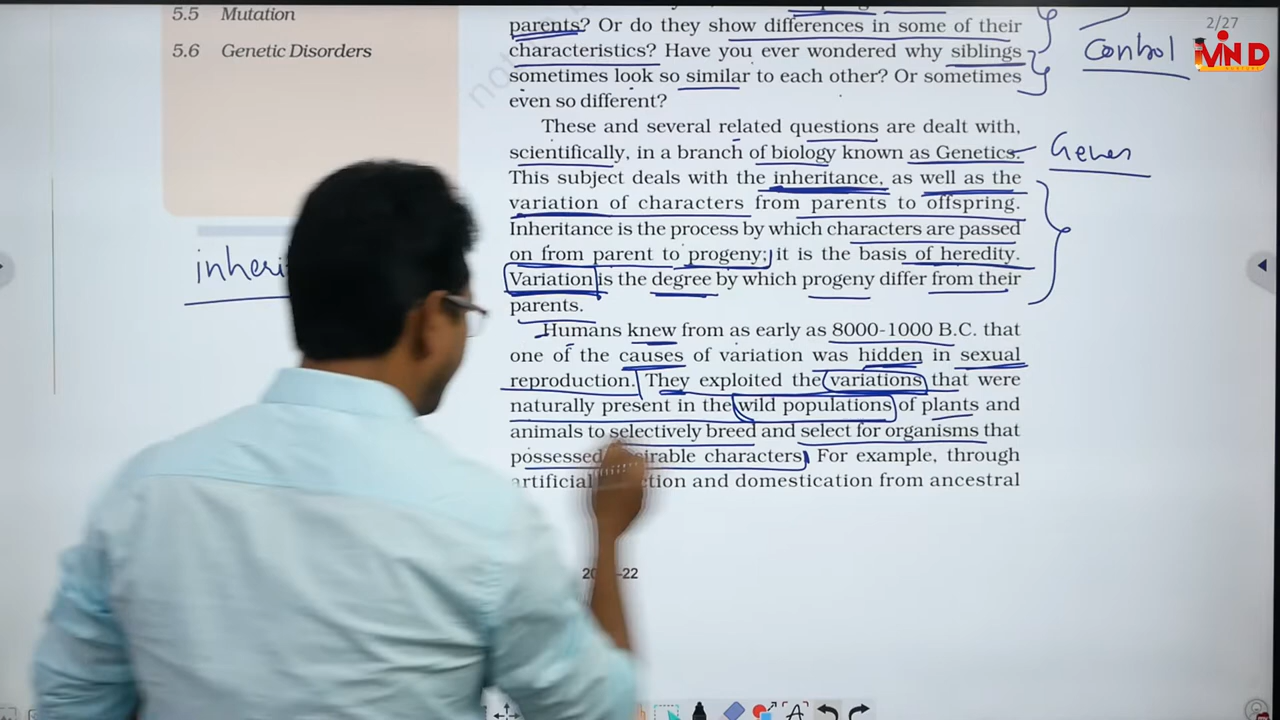 5.5 Mutation
5.6 Genetic Disorders
parents? Or do they show differences in some of their
characteristics? Have you ever wondered why siblings
sometimes look so similar to each other? Or sometimes
even so different?
These and several related questions are dealt with,
scientifically, in a branch of biology known as Genetics.
This subject deals with the inheritance, as well as the
variation of characters from parents to offspring.
Inheritance is the process by which characters are passed
on from parent to progeny; it is the basis of heredity.
Variation is the degree by which progeny differ from their
parents.
Humans knew from as early as 8000-1000 B.C. that
one of the causes of variation was hidden in sexual
reproduction. They exploited the variations that were
naturally present in the wild populations of plants and
animals to selectively breed and select for organisms that
possessed characters. For example, through
artificial and domestication from ancestral
Control
2/27
MIND